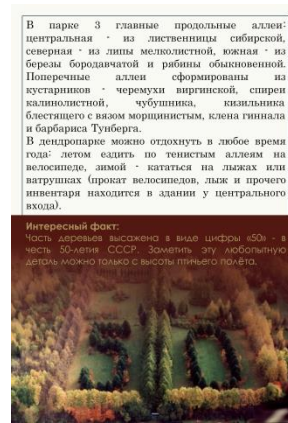 В парке 3 главные продольные аллеи:
центральная - из лиственницы сибирской,
северная - из липы мелколистной, южная - из
березы бородавчатой и рябины обыкновенной.
Поперечные аллеи сформированы из
кустарников - черемухи виргинской, спиреи
калинолистной, чубушника, кизильника
блестящего с вязом морщинистым, клена гиннала
и барбариса Тунберга.
В дендропарке можно отдохнуть в любое время
года: летом ездить по тенистым аллеям на
велосипеде, зимой - кататься на лыжах или
ватрушках (прокат велосипедов, лыж и прочего
инвентаря находится в здании у центрального
входа).
Интересный факт:
Часть деревьев высажена в виде цифры «50» - в
честь 50-летия СССР. Заметить эту любопытную
деталь можно только с высоты птичьего полёта.